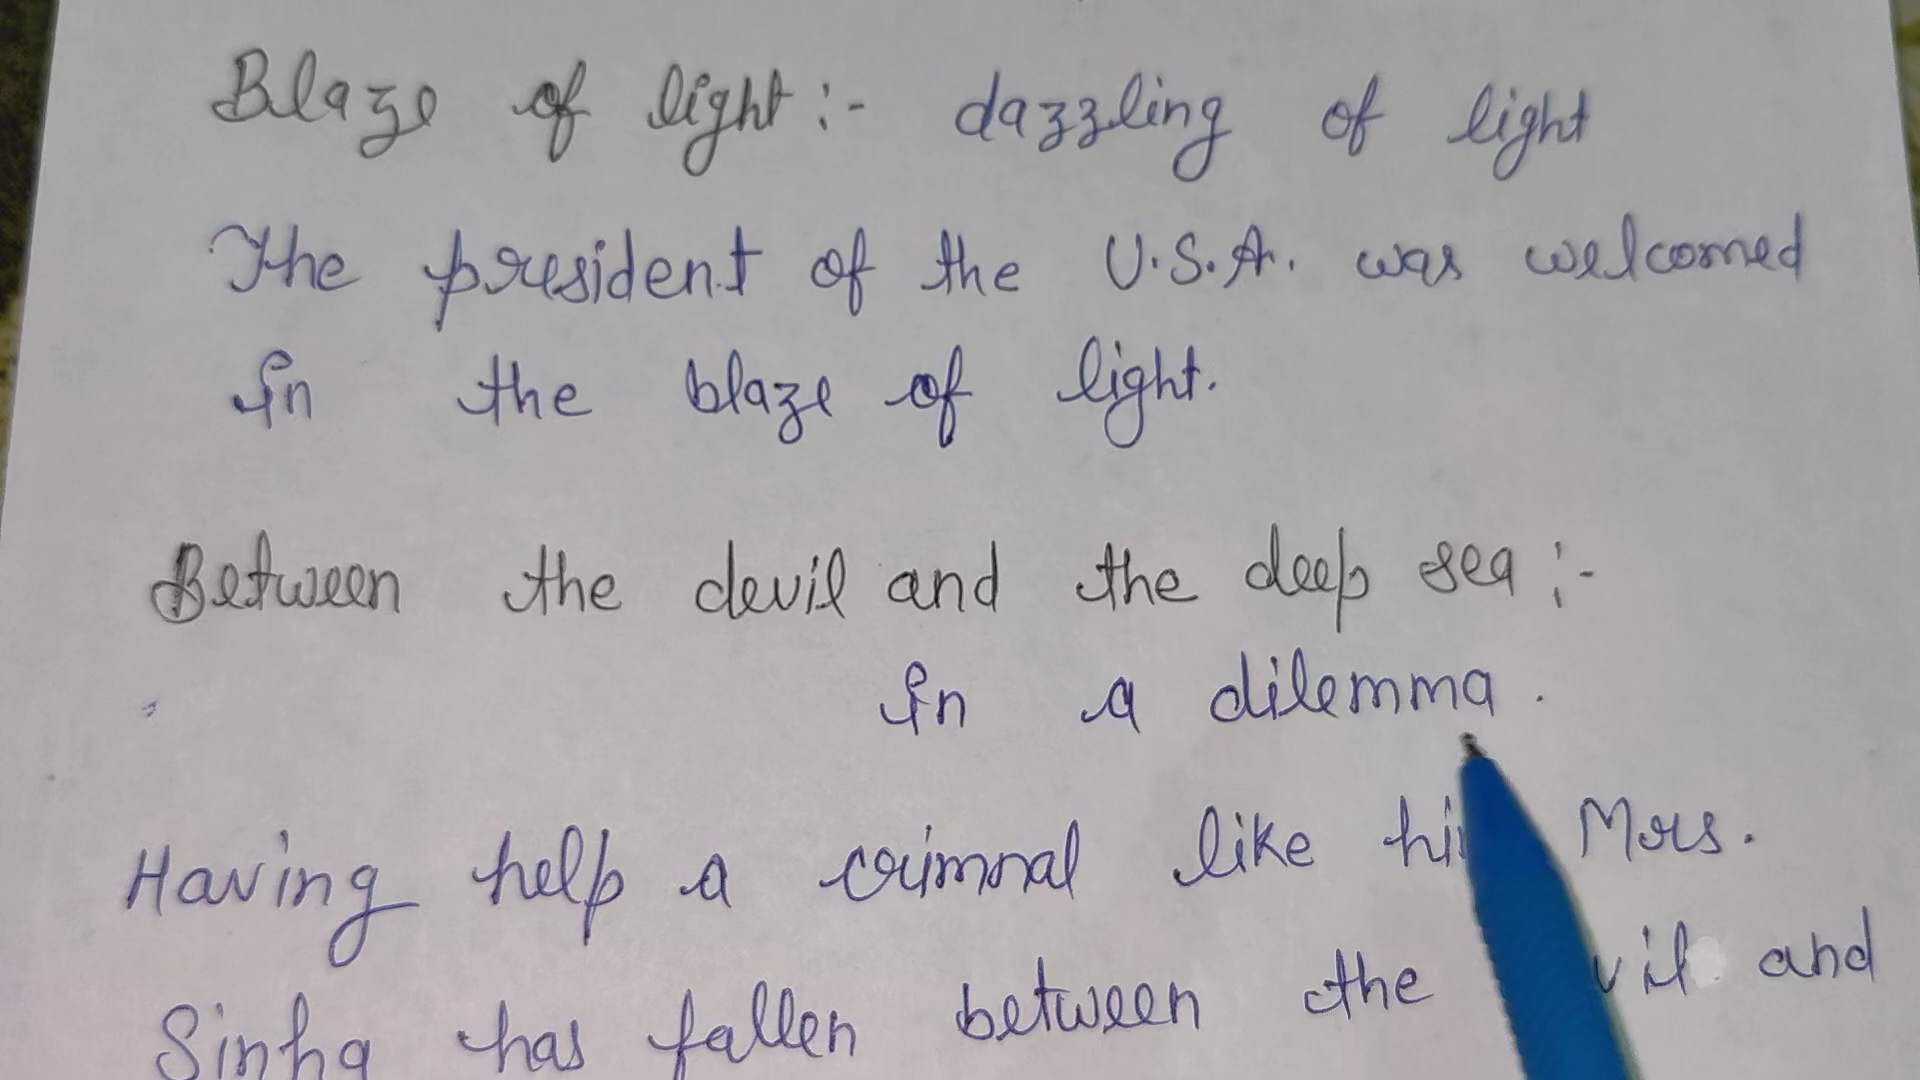 Blaze of light :- dazzling of light
The president of the U.S.A. was welcomed
in the blaze of light.
Between the devil and the deep sea :-
in a dilemma.
Having help a crimnal like Mrs.
Sinha has fallen between the and